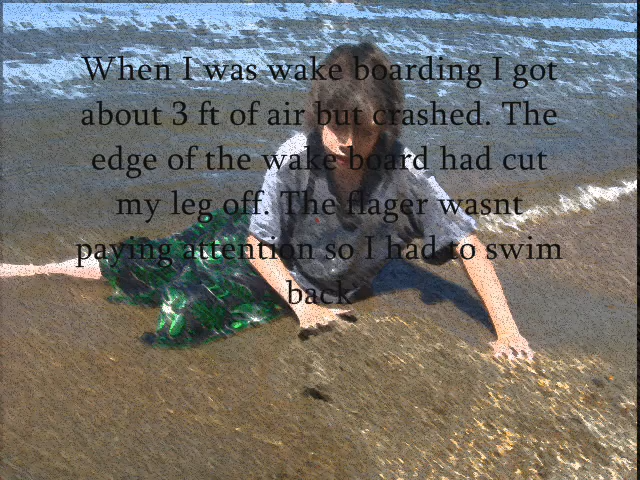 When I was wake boarding I got
about 3 ft of air but crashed. The
edge of the wake board had cut
my leg off. The flager wasnt
paying attention so I had to swim
back